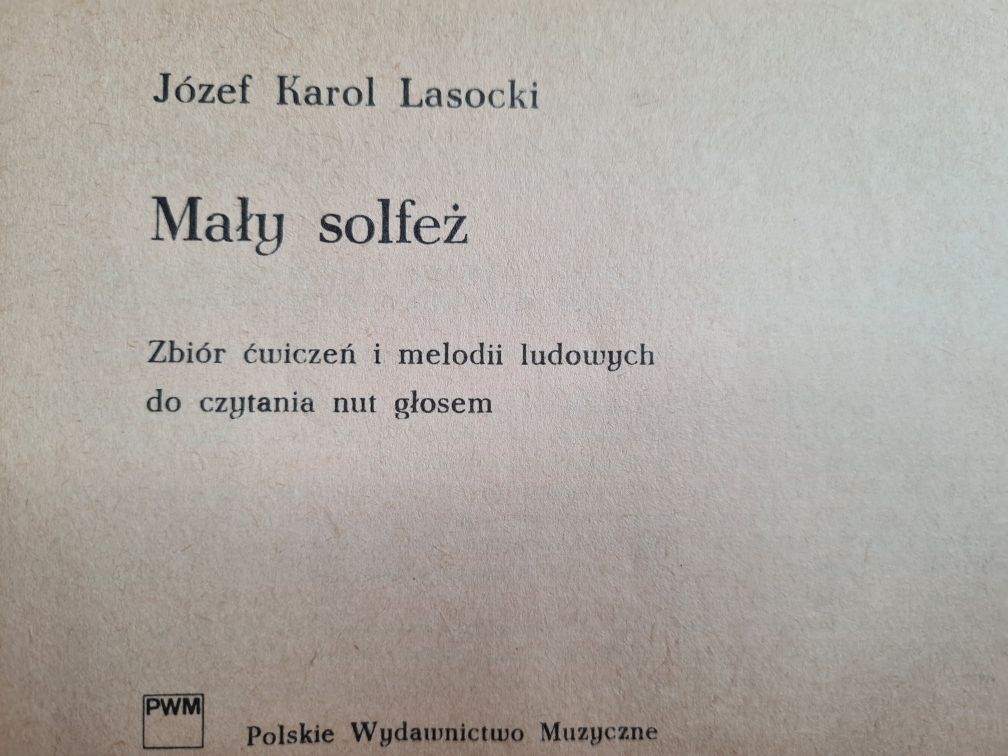 Józef Karol Lasocki
Mały solfeż
Zbiór ćwiczeń i melodii ludowych
do czytania nut głosem
PWM
Polskie Wydawnictwo Muzyczne